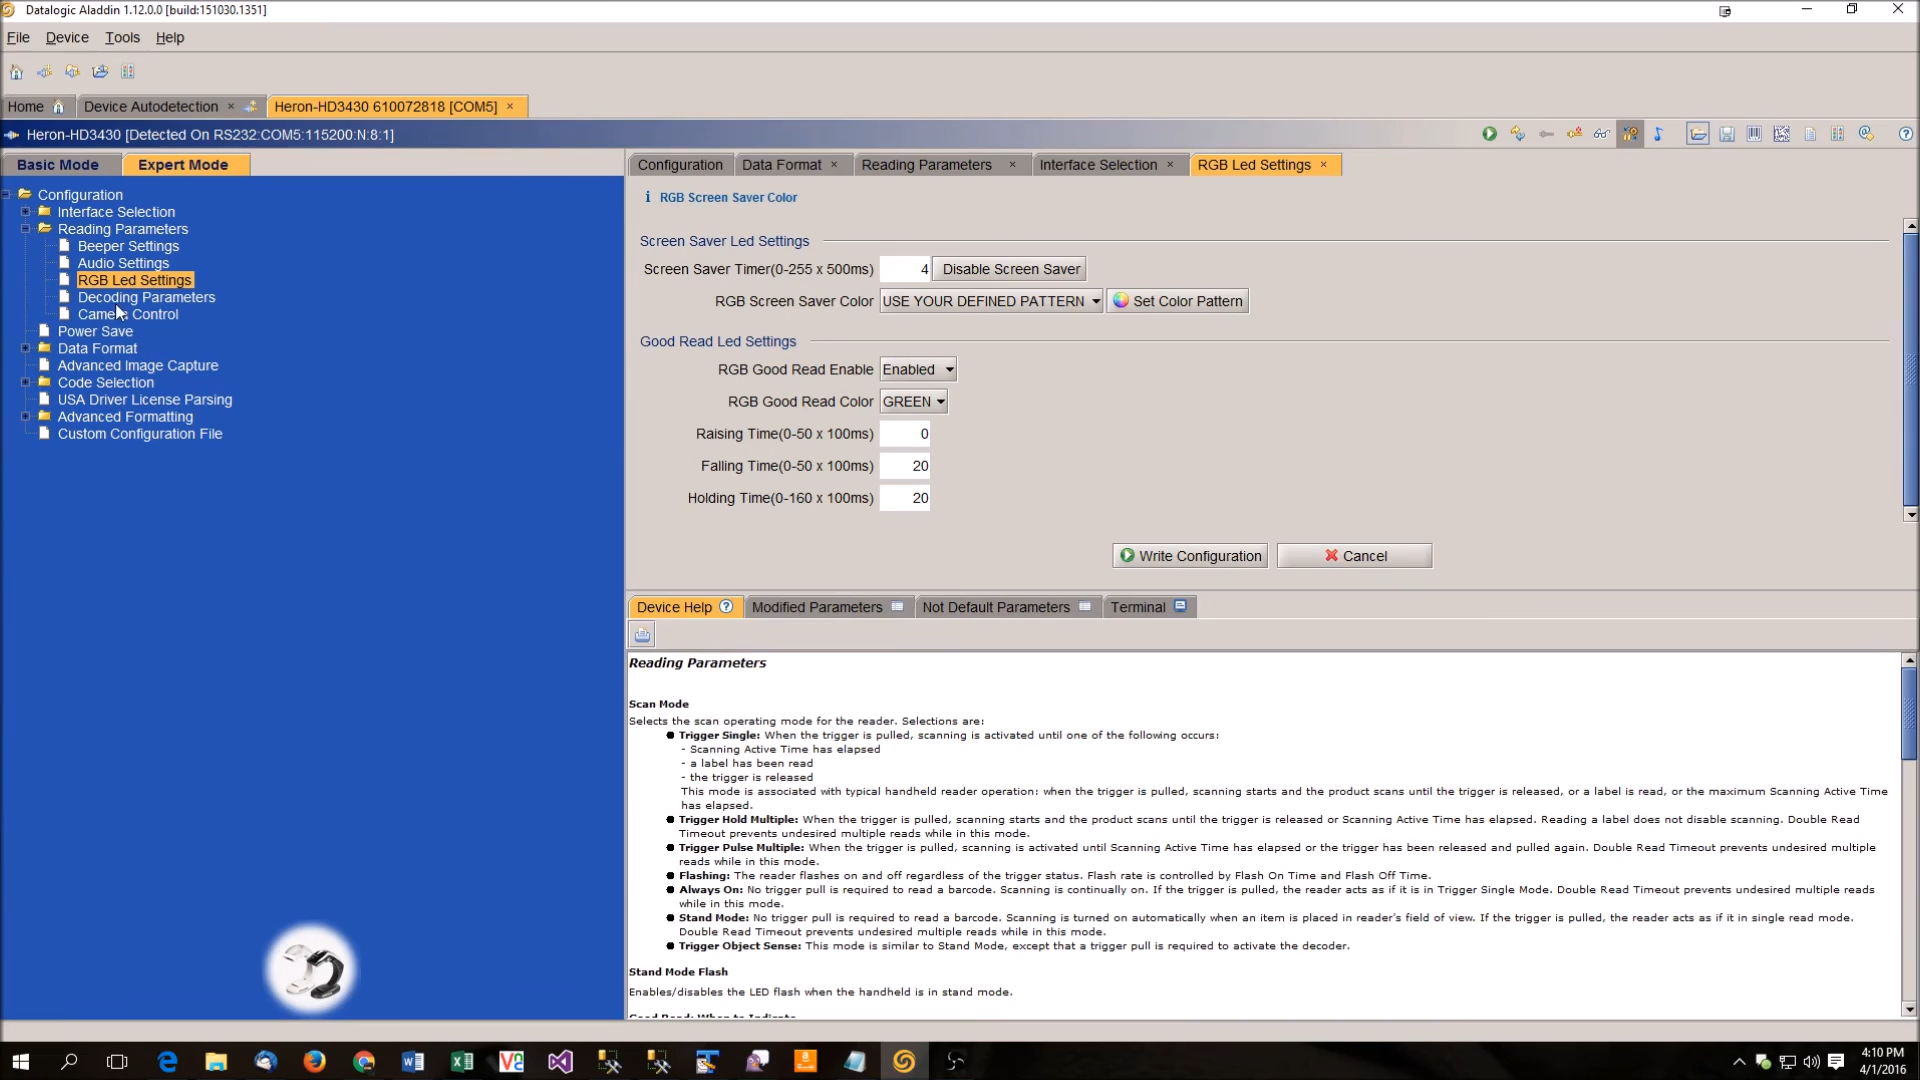 Datalogic Aladdin 1.12.0.0 [build:151030.1351]
File Device Tools Help
Home Device Autodetection × Heron-HD3430 610072818 [COM5] ×
Heron-HD3430 [Detected On RS232:COM5:115200:N:8:1]
Basic Mode Expert Mode
Configuration
Interface Selection
Reading Parameters
Beeper Settings
Audio Settings
RGB Led Settings
Decoding Parameters
Camera Control
Power Save
Data Format
Advanced Image Capture
Code Selection
USA Driver License Parsing
Advanced Formatting
Custom Configuration File
Configuration Data Format × Reading Parameters × Interface Selection × RGB Led Settings ×
i RGB Screen Saver Color
Screen Saver Led Settings
Screen Saver Timer(0-255 x 500ms) 4 Disable Screen Saver
RGB Screen Saver Color USE YOUR DEFINED PATTERN Set Color Pattern
Good Read Led Settings
RGB Good Read Enable Enabled
RGB Good Read Color GREEN
Raising Time(0-50 x 100ms) 0
Falling Time(0-50 x 100ms) 20
Holding Time(0-160 x 100ms) 20
Write Configuration Cancel
Device Help ? Modified Parameters Not Default Parameters Terminal
Reading Parameters
Scan Mode
Selects the scan operating mode for the reader. Selections are:
● Trigger Single: When the trigger is pulled, scanning is activated until one of the following occurs:
- Scanning Active Time has elapsed
- a label has been read
- the trigger is released
This mode is associated with typical handheld reader operation: when the trigger is pulled, scanning starts and the product scans until the trigger is released, or a label is read, or the maximum Scanning Active Time
has elapsed.
● Trigger Hold Multiple: When the trigger is pulled, scanning starts and the product scans until the trigger is released or Scanning Active Time has elapsed. Reading a label does not disable scanning. Double Read
Timeout prevents undesired multiple reads while in this mode.
● Trigger Pulse Multiple: When the trigger is pulled, scanning is activated until Scanning Active Time has elapsed or the trigger has been released and pulled again. Double Read Timeout prevents undesired multiple
reads while in this mode.
● Flashing: The reader flashes on and off regardless of the trigger status. Flash rate is controlled by Flash On Time and Flash Off Time.
● Always On: No trigger pull is required to read a barcode. Scanning is continually on. If the trigger is pulled, the reader acts as if it is in Trigger Single Mode. Double Read Timeout prevents undesired multiple reads
while in this mode.
● Stand Mode: No trigger pull is required to read a barcode. Scanning is turned on automatically when an item is placed in reader's field of view. If the trigger is pulled, the reader acts as if it in single read mode.
Double Read Timeout prevents undesired multiple reads while in this mode.
● Trigger Object Sense: This mode is similar to Stand Mode, except that a trigger pull is required to activate the decoder.
Stand Mode Flash
Enables/disables the LED flash when the handheld is in stand mode.
Good Read: When to Indicate
4:10 PM
4/1/2016